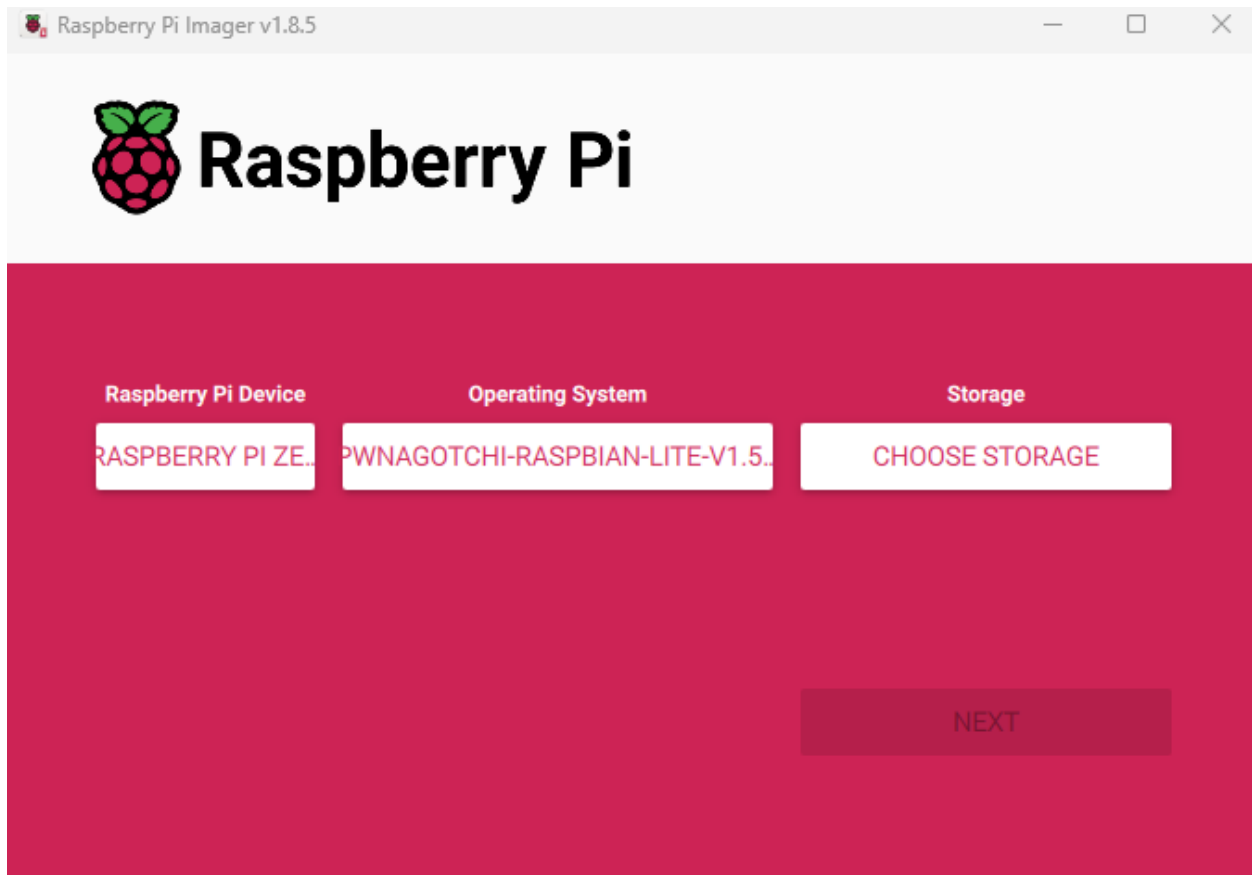 Raspberry Pi Imager v1.8.5
Raspberry Pi
Raspberry Pi Device Operating System Storage
RASPBERRY PI ZE.. PWNAGOTCHI-RASPBIAN-LITE-V1.5.. CHOOSE STORAGE
NEXT